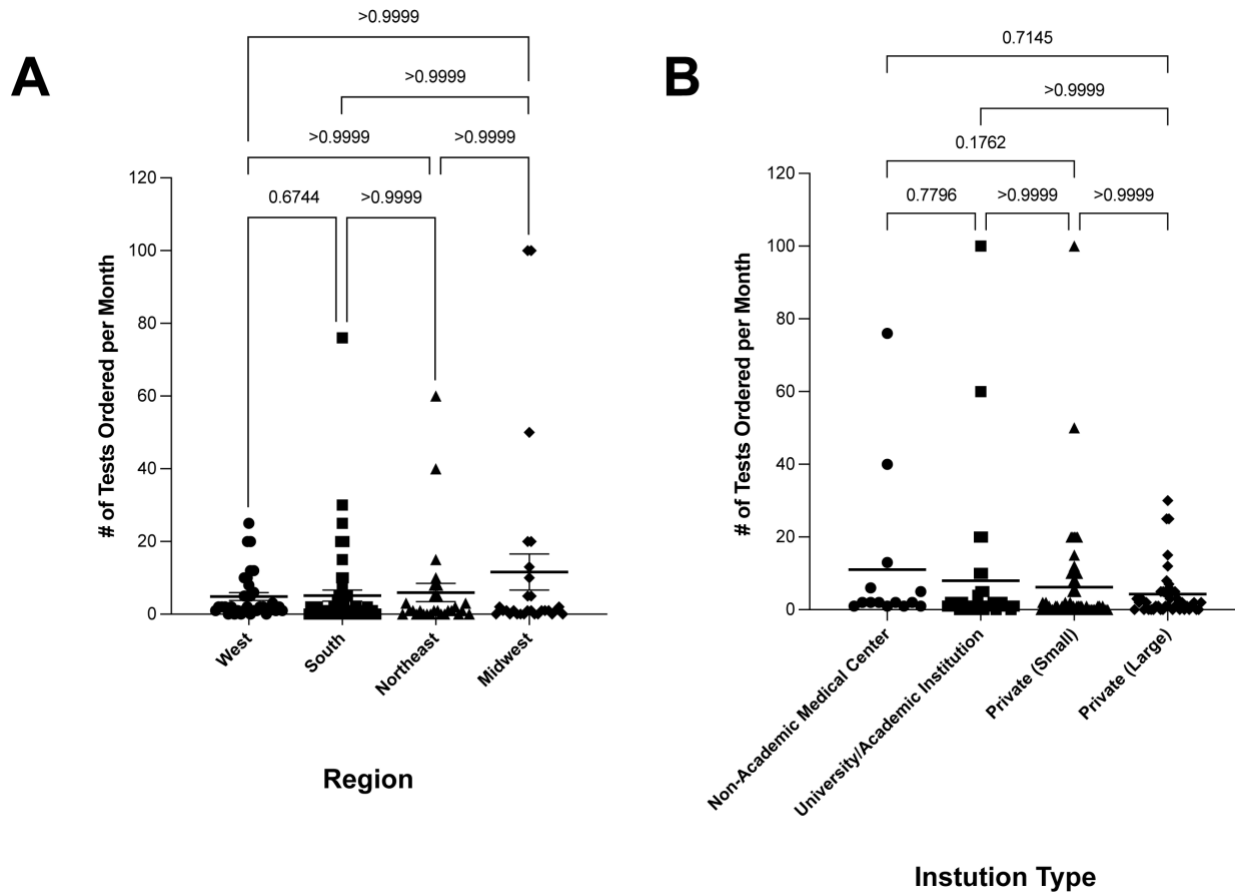 A
>0.9999
>0.9999
>0.9999
>0.9999
0.6744
>0.9999
120
100
80
60
40
20
0
# of Tests Ordered per Month
West
South
Northeast
Midwest
Region
B
0.7145
>0.9999
0.1762
0.7796
>0.9999
>0.9999
120
100
80
60
40
20
0
# of Tests Ordered per Month
Non-Academic Medical Center
University/Academic Institution
Private (Small)
Private (Large)
Instution Type